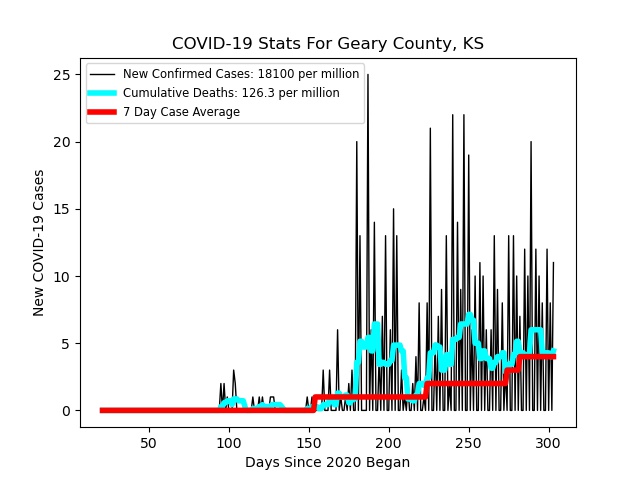 COVID-19 Stats For Geary County, KS
New Confirmed Cases: 18100 per million
Cumulative Deaths: 126.3 per million
7 Day Case Average
New COVID-19 Cases
25
20
15
10
5
0
50 100 150 200 250 300
Days Since 2020 Began